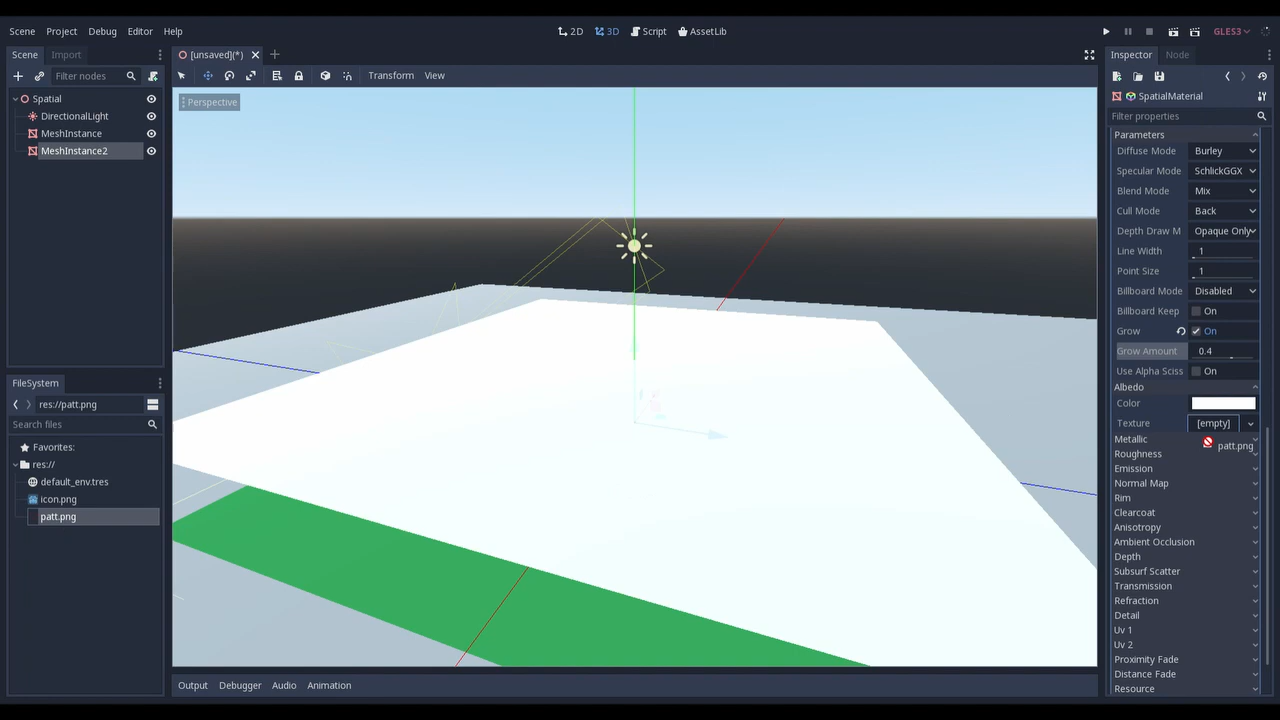 Scene Project Debug Editor Help 2D 3D Script AssetLib GLES3
Scene Import [unsaved](*) Inspector Node
Filter nodes Transform View
Spatial
DirectionalLight
MeshInstance
MeshInstance2
Perspective
FileSystem
res://patt.png
Search files
Favorites:
res://
default_env.tres
icon.png
patt.png
Output Debugger Audio Animation
SpatialMaterial
Filter properties
Parameters
Diffuse Mode Burley
Specular Mode SchlickGGX
Blend Mode Mix
Cull Mode Back
Depth Draw M Opaque Only
Line Width 1
Point Size 1
Billboard Mode Disabled
Billboard Keep On
Grow On
Grow Amount 0.4
Use Alpha Sciss On
Albedo
Color
Texture [empty]
Metallic
patt.png
Roughness
Emission
Normal Map
Rim
Clearcoat
Anisotropy
Ambient Occlusion
Depth
Subsurf Scatter
Transmission
Refraction
Detail
Uv 1
Uv 2
Proximity Fade
Distance Fade
Resource